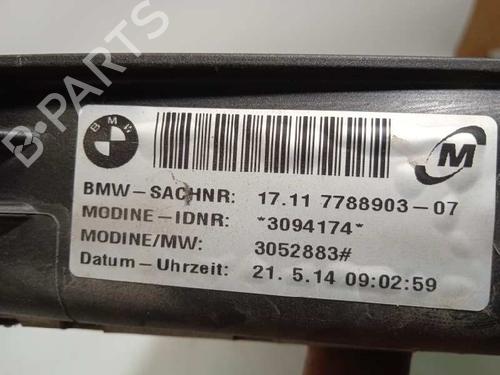 BMW
M
BMW-SACHNR: 17.11 7788903-07
MODINE-IDNR: *3094174*
MODINE/MW: 3052883#
Datum-Uhrzeit: 21. 5.14 09:02:59
B-PARTS